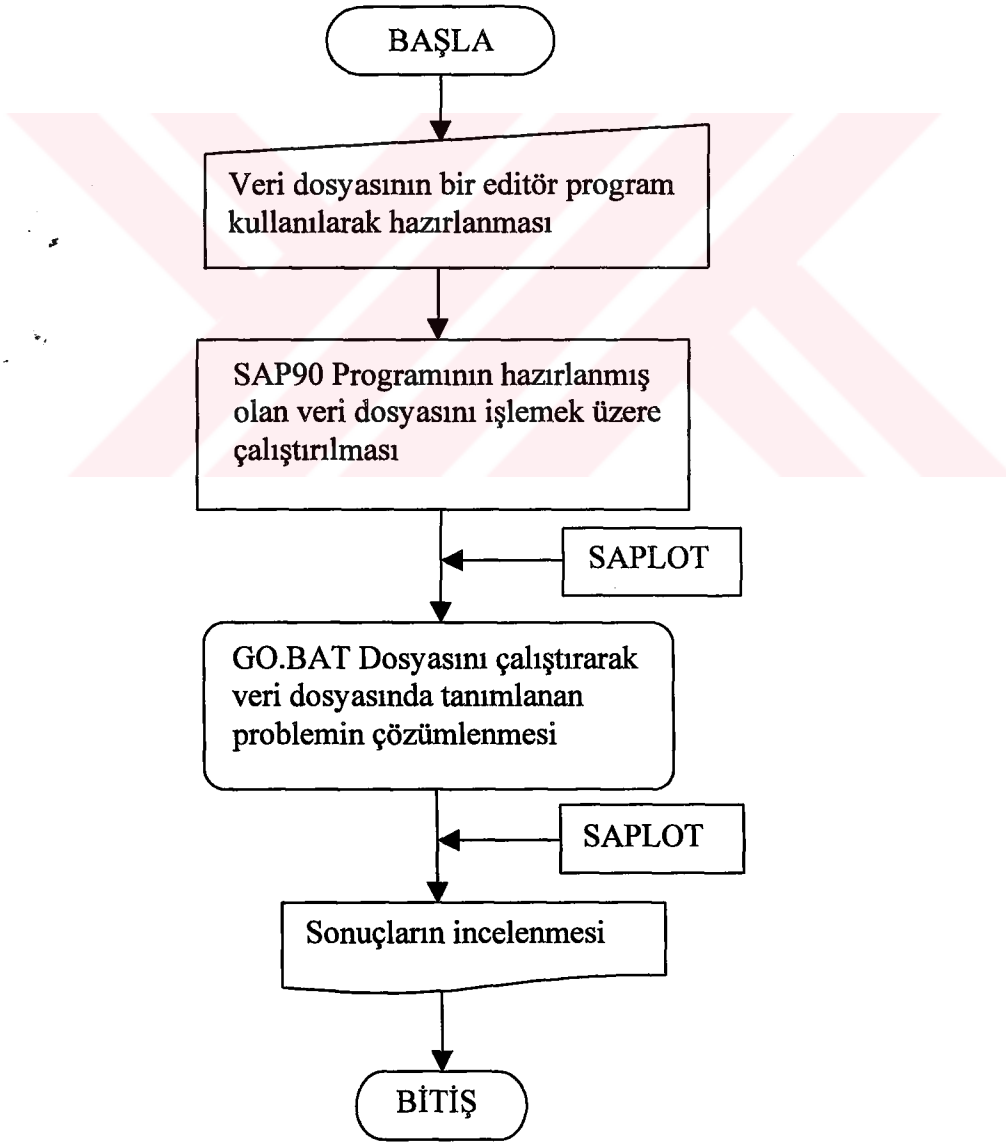 BAŞLA
Veri dosyasının bir editör program
kullanılarak hazırlanması
SAP90 Programının hazırlanmış
olan veri dosyasını işlemek üzere
çalıştırılması
SAPLOT
GO.BAT Dosyasını çalıştırarak
veri dosyasında tanımlanan
problemin çözümlenmesi
SAPLOT
Sonuçların incelenmesi
BİTİŞ